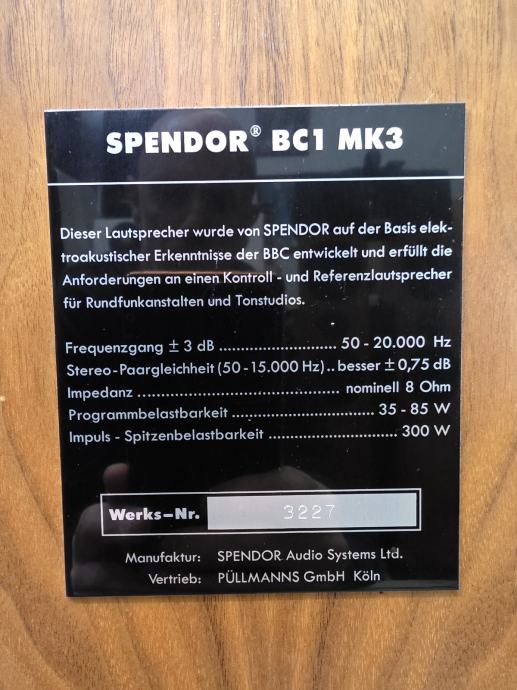 SPENDOR® BC1 MK3
Dieser Lautsprecher wurde von SPENDOR auf der Basis elek-
troakustischer Erkenntnisse der BBC entwickelt und erfüllt die
Anforderungen an einen Kontroll - und Referenzlautsprecher
für Rundfunkanstalten und Tonstudios.
Frequenzgang ± 3 dB ........................... 50 - 20.000 Hz
Stereo-Paargleichheit (50 - 15.000 Hz) .. besser ± 0,75 dB
Impedanz ............................................... nominell 8 Ohm
Programmbelastbarkeit ................................. 35 - 85 W
Impuls - Spitzenbelastbarkeit .............................. 300 W
Werks-Nr. 3227
Manufaktur: SPENDOR Audio Systems Ltd.
Vertrieb: PÜLLMANNS GmbH Köln